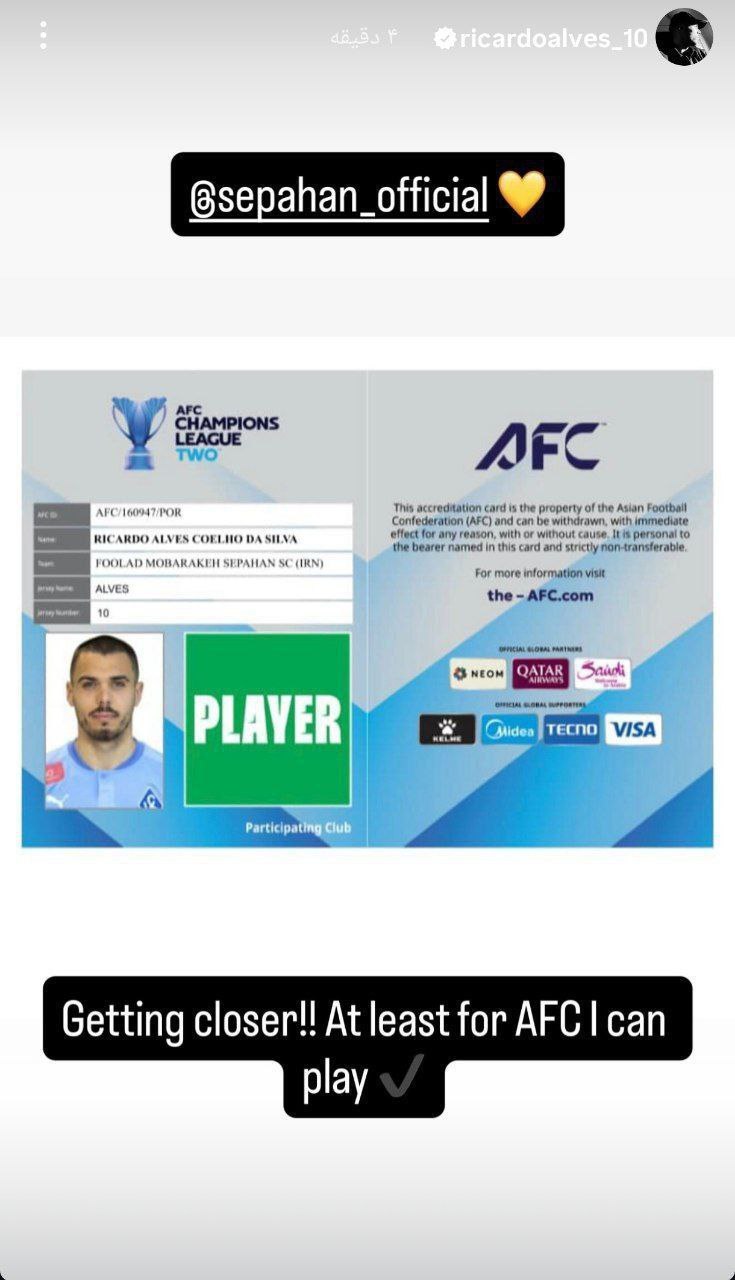 ۴ دقیقه
ricardoalves_10
@sepahan_official 💛
AFC
CHAMPIONS
LEAGUE
TWO
AFC ID:
AFC/160947/POR
Name:
RICARDO ALVES COELHO DA SILVA
Team:
FOOLAD MOBARAKEH SEPAHAN SC (IRN)
Jersey Name:
ALVES
Jersey Number:
10
PLAYER
Participating Club
AFC™
This accreditation card is the property of the Asian Football
Confederation (AFC) and can be withdrawn, with immediate
effect for any reason, with or without cause. It is personal to
the bearer named in this card and strictly non-transferable.
For more information visit
the – AFC.com
OFFICIAL GLOBAL PARTNERS
NEOM
QATAR
AIRWAYS
Saudi
Welcome to Arabia
OFFICIAL GLOBAL SUPPORTERS
KELME
Midea
TECNO
VISA
Getting closer!! At least for AFC I can
play ✔️